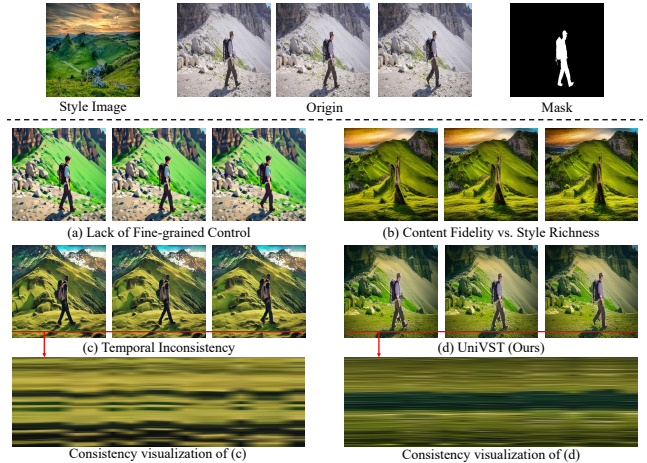 Style Image
Origin
Mask
(a) Lack of Fine-grained Control
(b) Content Fidelity vs. Style Richness
(c) Temporal Inconsistency
(d) UniVST (Ours)
Consistency visualization of (c)
Consistency visualization of (d)